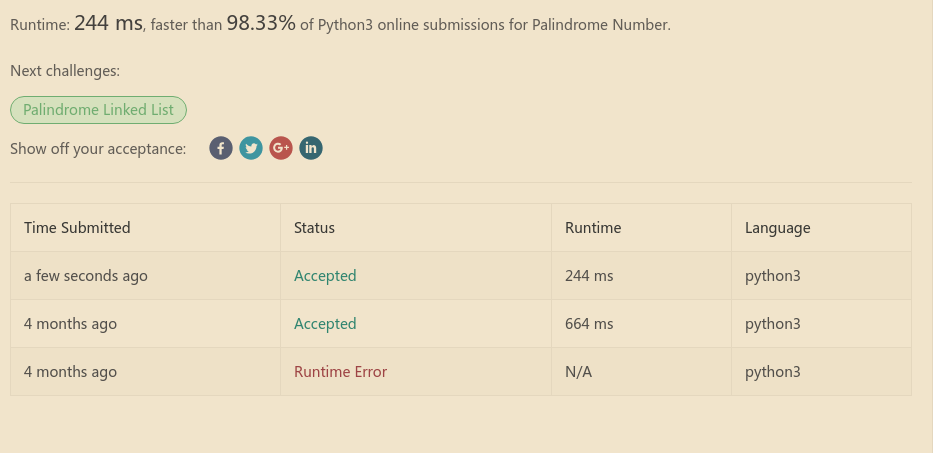 Runtime: 244 ms, faster than 98.33% of Python3 online submissions for Palindrome Number.
Next challenges:
Palindrome Linked List
Show off your acceptance: f G+ in
Time Submitted Status Runtime Language
a few seconds ago Accepted 244 ms python3
4 months ago Accepted 664 ms python3
4 months ago Runtime Error N/A python3